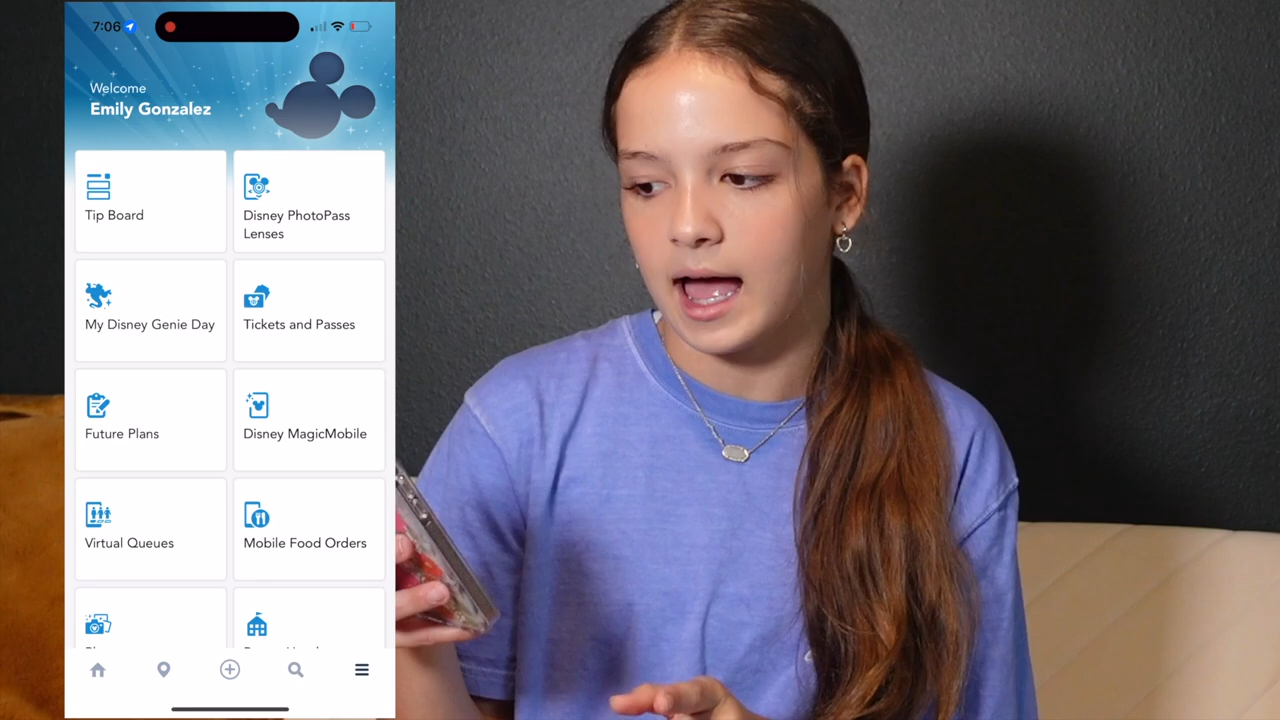 7:06
Welcome
Emily Gonzalez
Tip Board
Disney PhotoPass
Lenses
My Disney Genie Day
Tickets and Passes
Future Plans
Disney MagicMobile
Virtual Queues
Mobile Food Orders